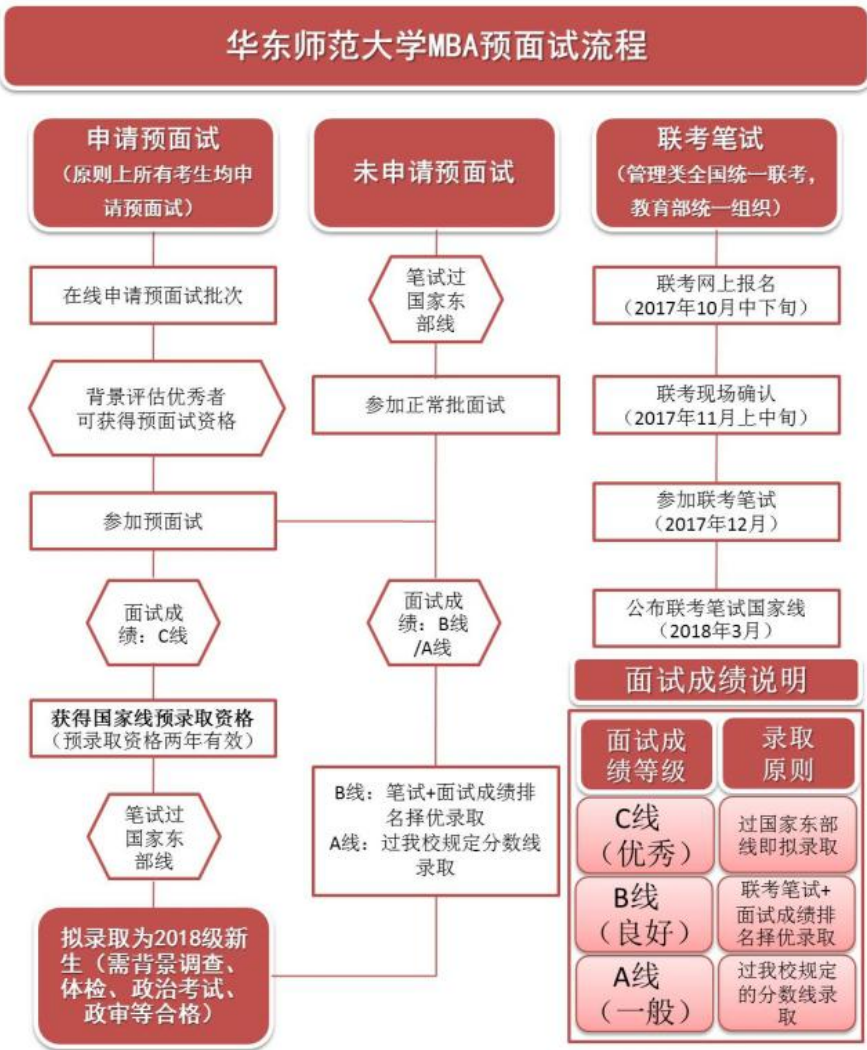 华东师范大学MBA预面试流程
申请预面试
（原则上所有考生均申
请预面试）
在线申请预面试批次
背景评估优秀者
可获得预面试资格
参加预面试
面试成
绩：C线
获得国家线预录取资格
（预录取资格两年有效）
笔试过
国家东
部线
拟录取为2018级新
生（需背景调查、
体检、政治考试、
政审等合格）
未申请预面试
笔试过
国家东
部线
参加正常批面试
面试成
绩：B线
/A线
B线：笔试+面试成绩排
名择优录取
A线：过我校规定分数线
录取
联考笔试
（管理类全国统一联考，
教育部统一组织）
联考网上报名
（2017年10月中下旬）
联考现场确认
（2017年11月上中旬）
参加联考笔试
（2017年12月）
公布联考笔试国家线
（2018年3月）
面试成绩说明
面试成
绩等级
录取
原则
C线
（优秀）
过国家东部
线即拟录取
B线
（良好）
联考笔试+
面试成绩排
名择优录取
A线
（一般）
过我校规定
的分数线录
取